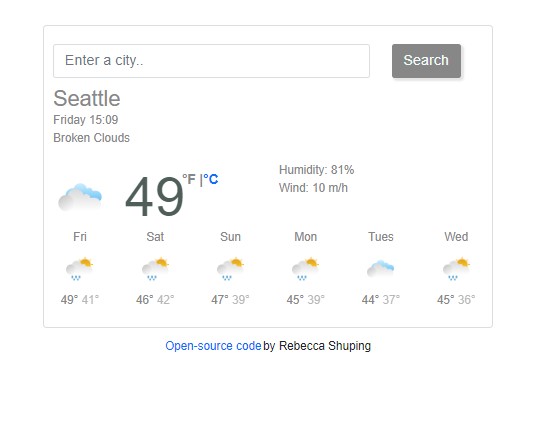 Enter a city..
Search
Seattle
Friday 15:09
Broken Clouds
49 °F |°C
Humidity: 81%
Wind: 10 m/h
Fri Sat Sun Mon Tues Wed
49° 41° 46° 42° 47° 39° 45° 39° 44° 37° 45° 36°
Open-source code by Rebecca Shuping